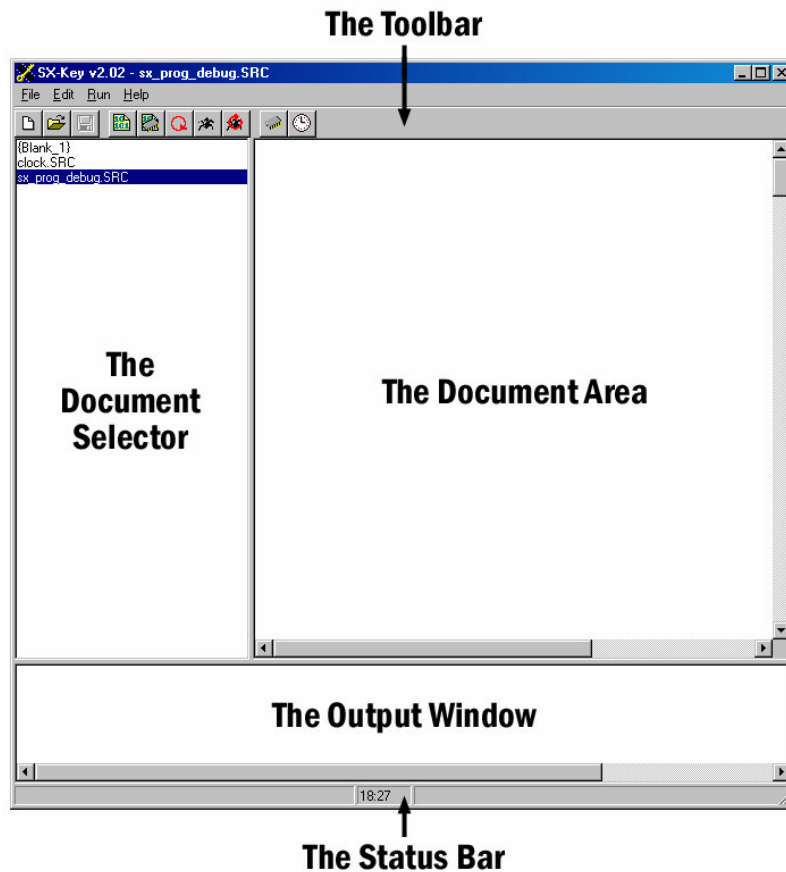 The Toolbar
SX-Key v2.02 - sx_prog_debug.SRC
File Edit Run Help
{Blank_1}
clock.SRC
sx_prog_debug.SRC
The
Document
Selector
The Document Area
The Output Window
18:27
The Status Bar